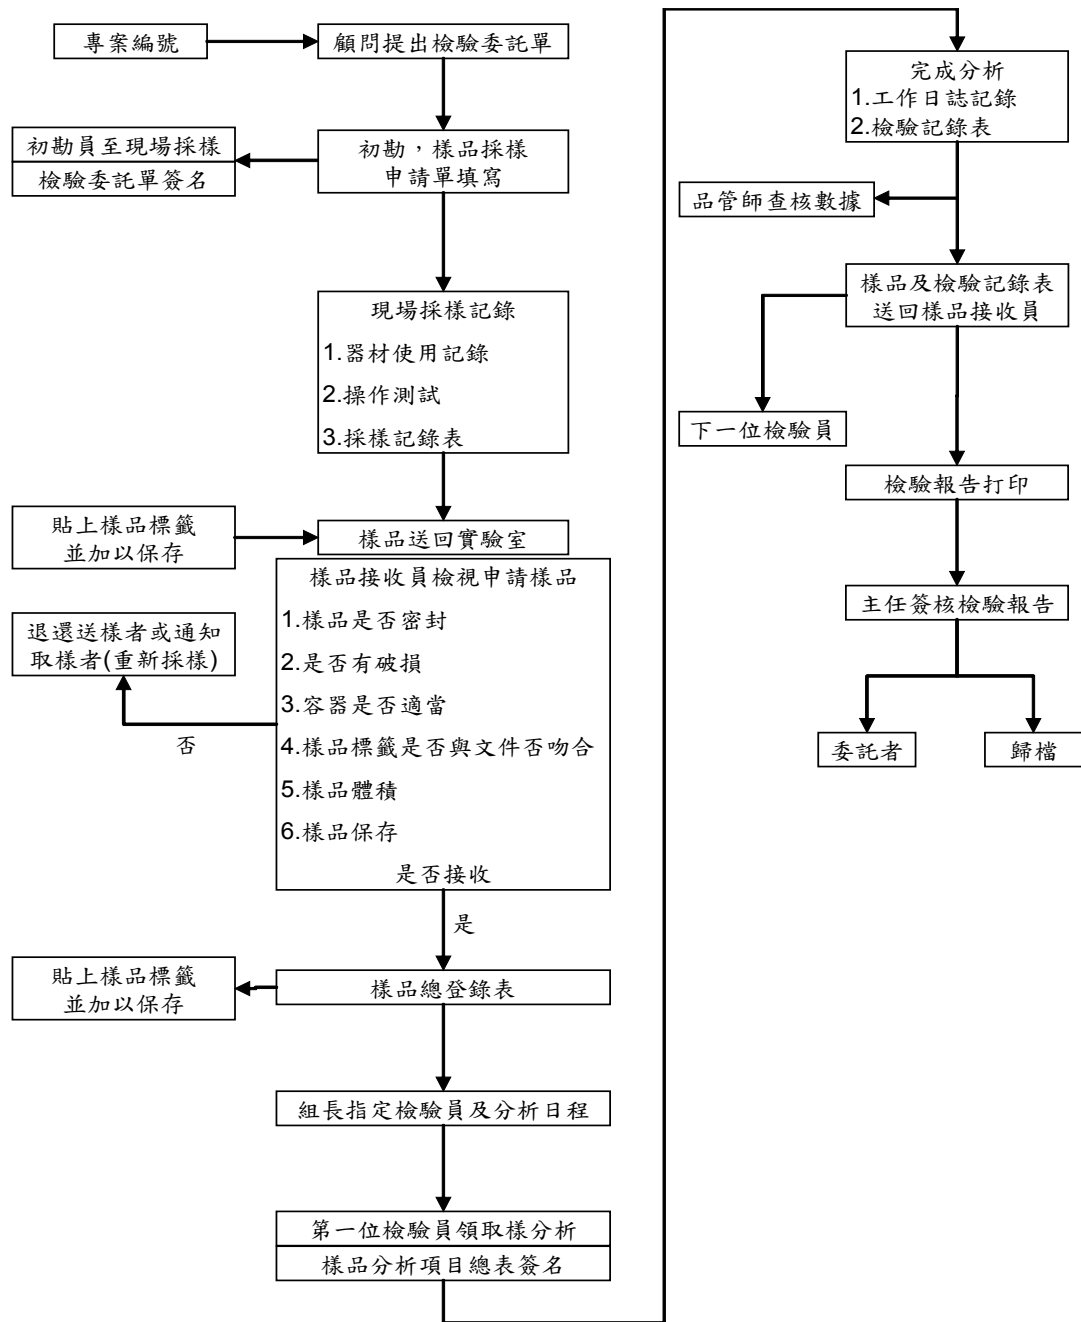 專案編號
顧問提出檢驗委託單
初勘員至現場採樣
檢驗委託單簽名
初勘，樣品採樣
申請單填寫
現場採樣記錄
1.器材使用記錄
2.操作測試
3.採樣記錄表
貼上樣品標籤
並加以保存
樣品送回實驗室
樣品接收員檢視申請樣品
1.樣品是否密封
2.是否有破損
3.容器是否適當
4.樣品標籤是否與文件否吻合
5.樣品體積
6.樣品保存
是否接收
退還送樣者或通知
取樣者(重新採樣)
否
是
貼上樣品標籤
並加以保存
樣品總登錄表
組長指定檢驗員及分析日程
第一位檢驗員領取樣分析
樣品分析項目總表簽名
完成分析
1.工作日誌記錄
2.檢驗記錄表
品管師查核數據
樣品及檢驗記錄表
送回樣品接收員
下一位檢驗員
檢驗報告打印
主任簽核檢驗報告
委託者
歸檔